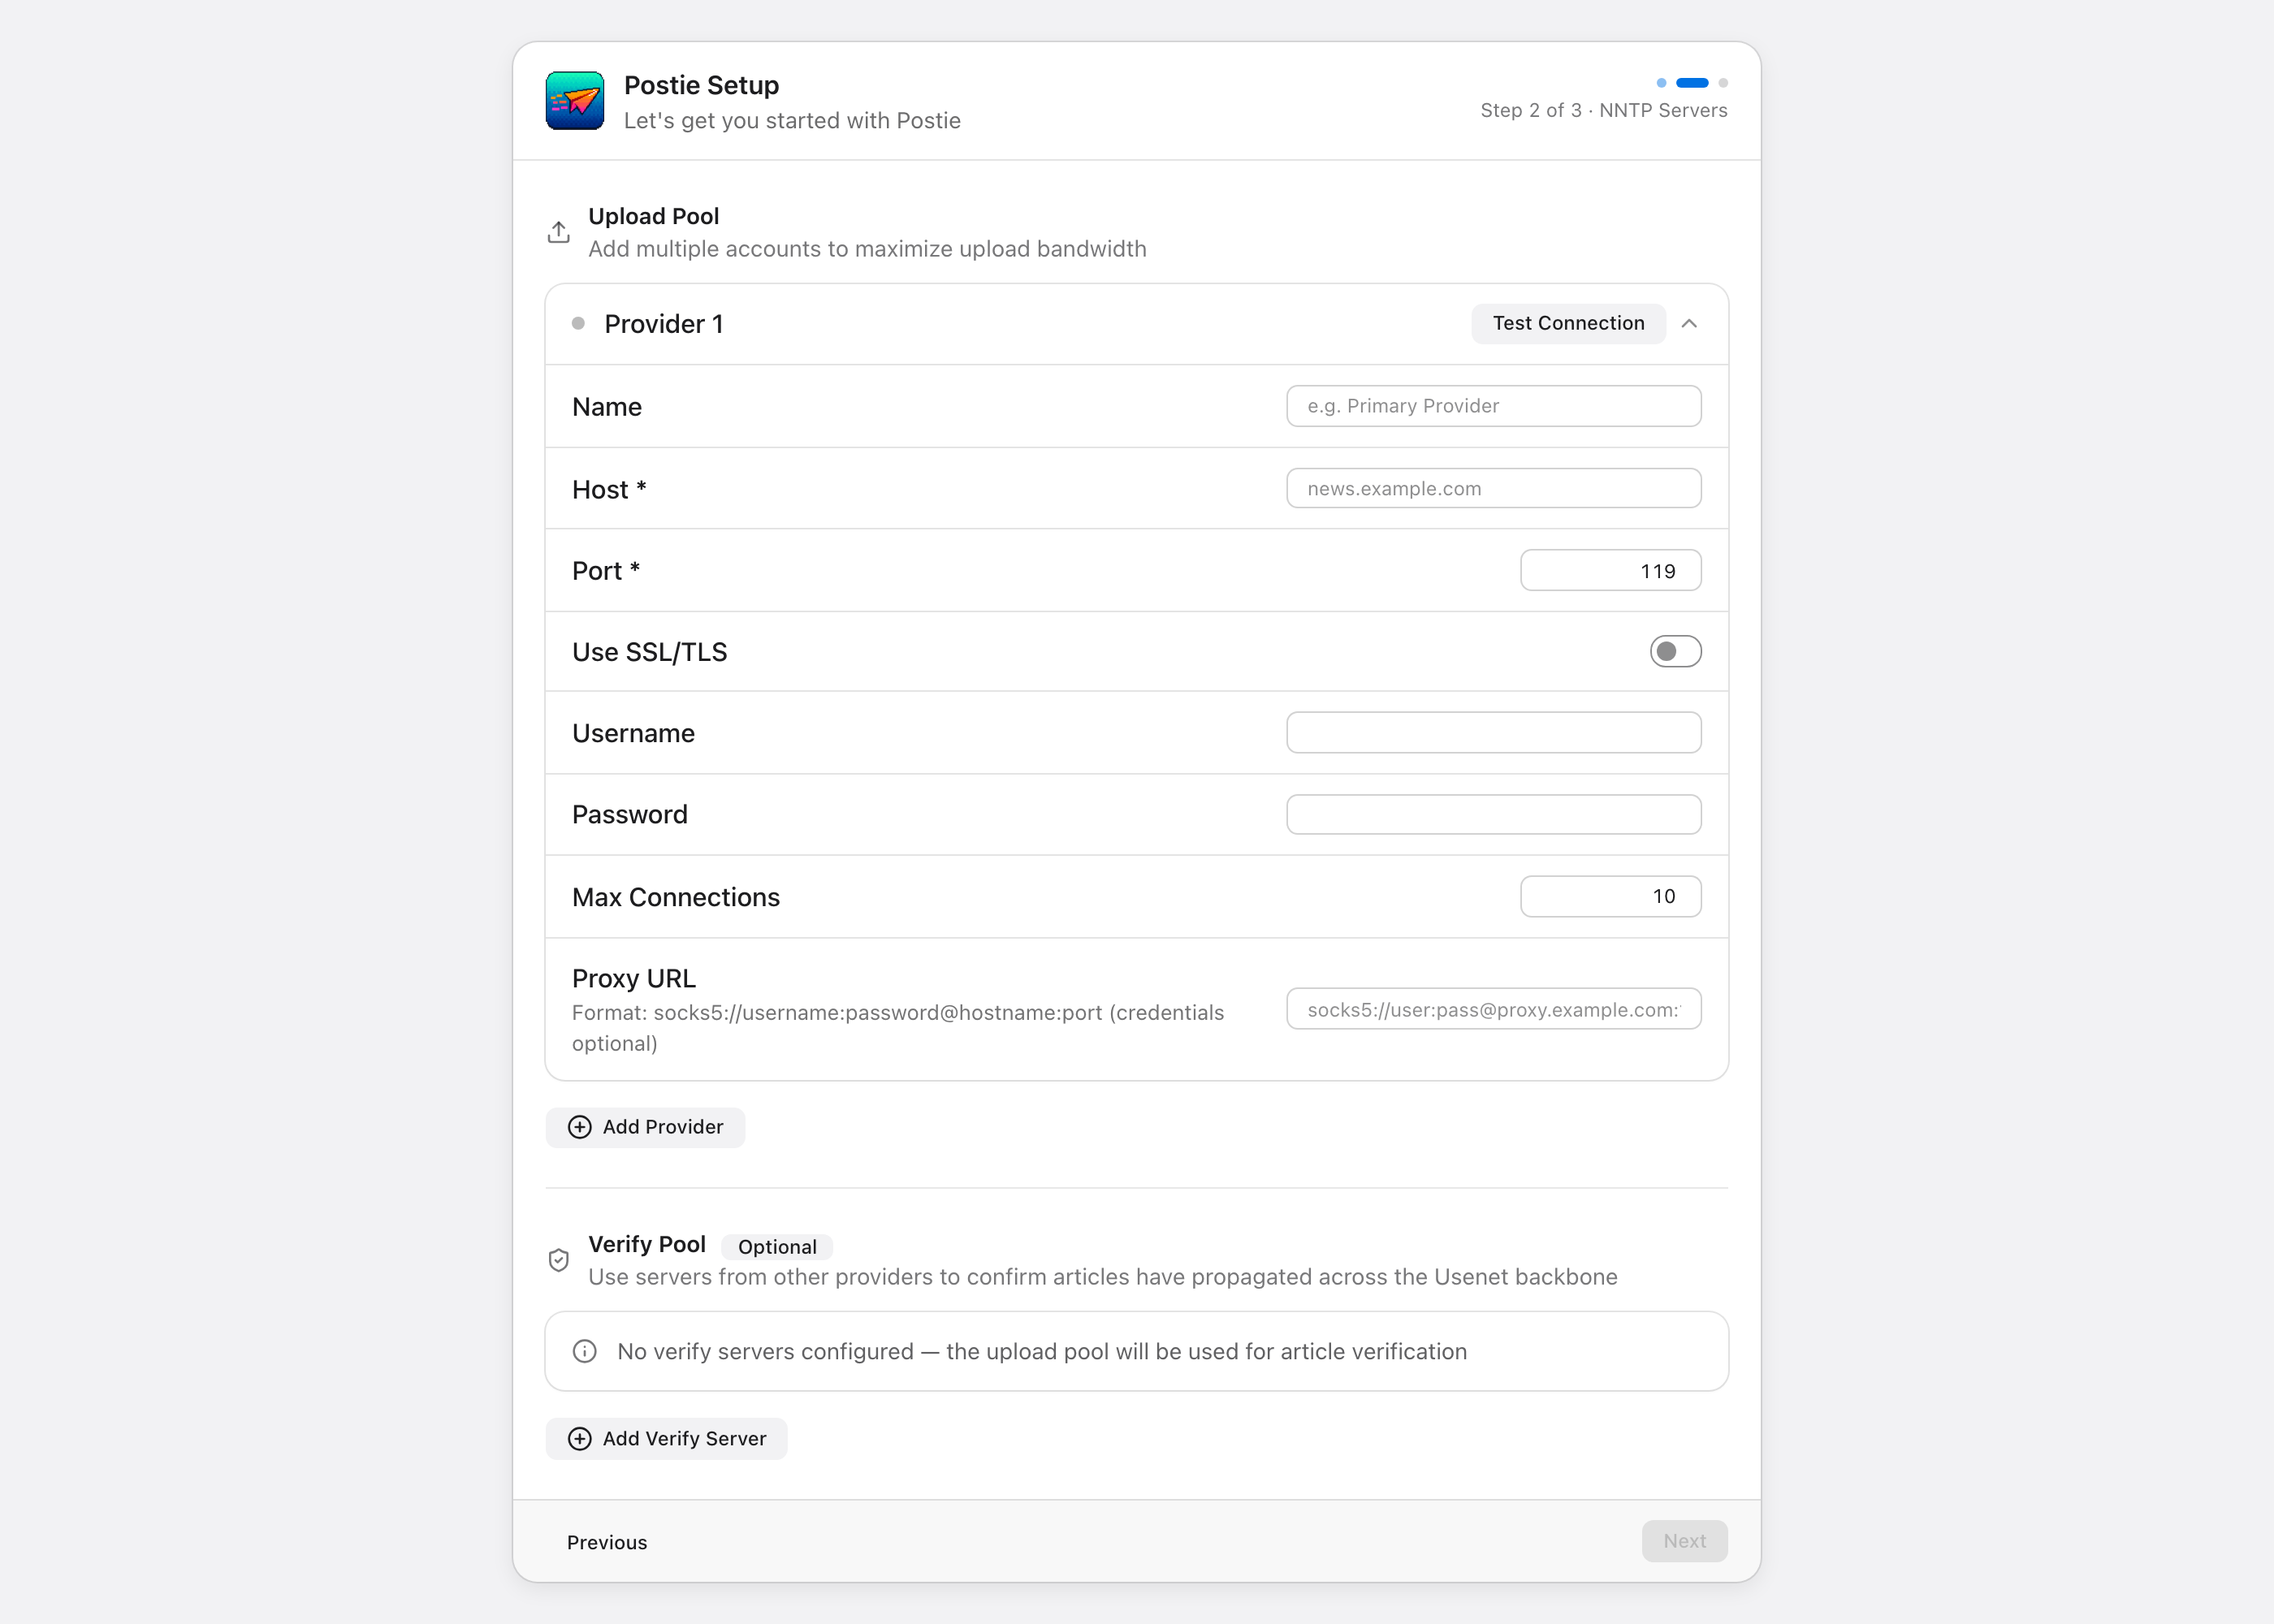 Postie Setup
Let's get you started with Postie
Step 2 of 3 · NNTP Servers
Upload Pool
Add multiple accounts to maximize upload bandwidth
Provider 1
Test Connection
Name
e.g. Primary Provider
Host *
news.example.com
Port *
119
Use SSL/TLS
Username
Password
Max Connections
10
Proxy URL
Format: socks5://username:password@hostname:port (credentials
optional)
socks5://user:pass@proxy.example.com:
Add Provider
Verify Pool
Optional
Use servers from other providers to confirm articles have propagated across the Usenet backbone
No verify servers configured — the upload pool will be used for article verification
Add Verify Server
Previous
Next